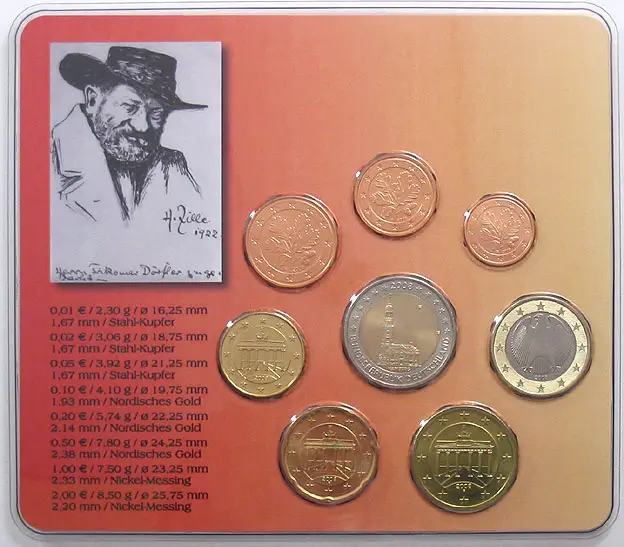 H. Zille
1922.
Herrn
0,01 € / 2,30 g / ø 16,25 mm
1,67 mm / Stahl-Kupfer
0,02 € / 3,06 g / ø 18,75 mm
1,67 mm / Stahl-Kupfer
0,05 € / 3,92 g / ø 21,25 mm
1,67 mm / Stahl-Kupfer
0,10 € / 4,10 g / ø 19,75 mm
1.93 mm / Nordisches Gold
0,20 € / 5,74 g / ø 22,25 mm
2.14 mm / Nordisches Gold
0,50 € / 7,80 g / ø 24,25 mm
2,38 mm / Nordisches Gold
1,00 € / 7,50 g / ø 23,25 mm
2.33 mm / Nickel-Messing
2,00 € / 8,50 g / ø 25,75 mm
2,20 mm / Nickel-Messing
2008
BUNDESREPUBLIK DEUTSCHLAND